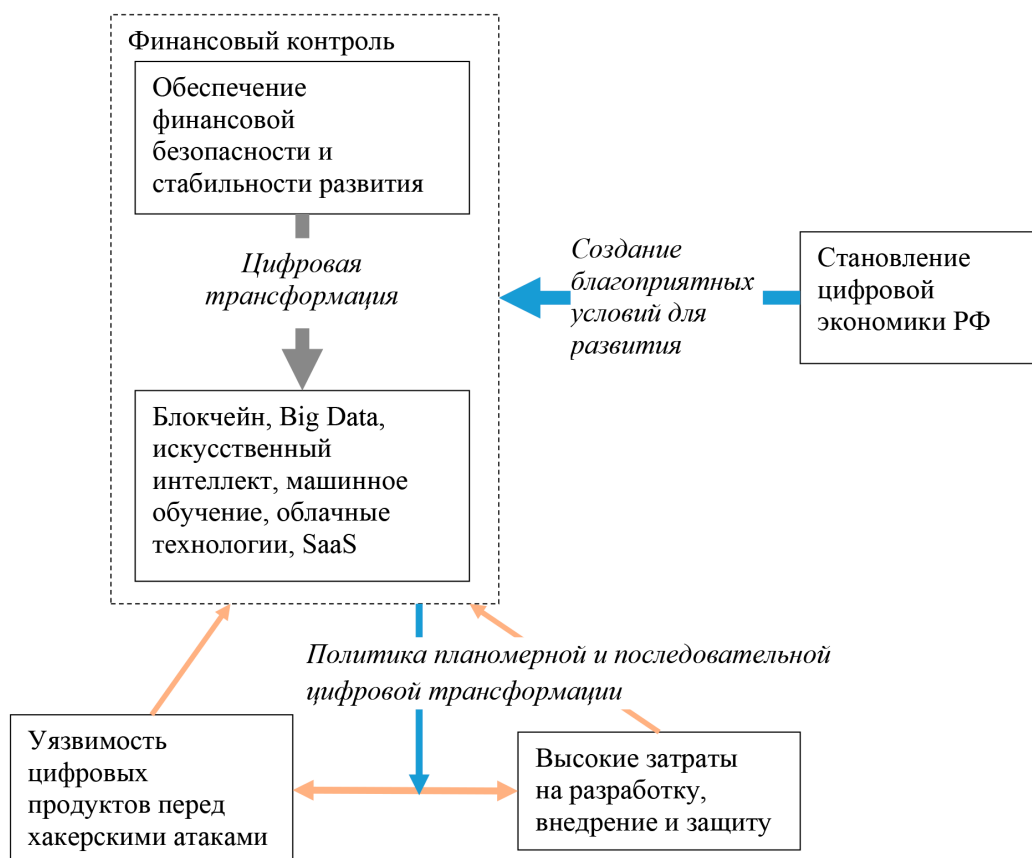 Финансовый контроль
Обеспечение
финансовой
безопасности и
стабильности развития
Цифровая
трансформация
Создание
благоприятных
условий для
развития
Становление
цифровой
экономики РФ
Блокчейн, Big Data,
искусственный
интеллект, машинное
обучение, облачные
технологии, SaaS
Политика планомерной и последовательной
цифровой трансформации
Уязвимость
цифровых
продуктов перед
хакерскими атаками
Высокие затраты
на разработку,
внедрение и защиту